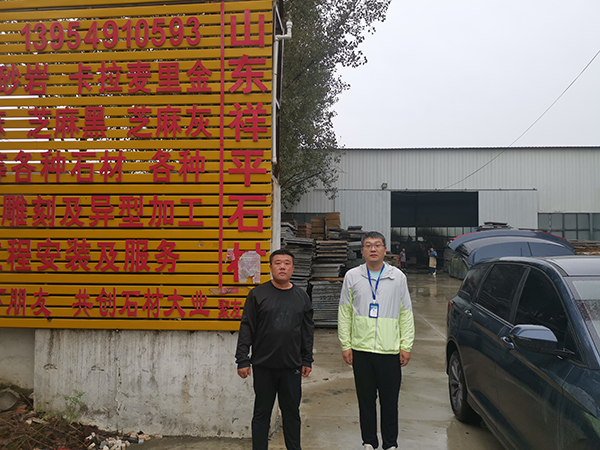 13954910593
砂岩 卡拉麦里金
芝麻黑 芝麻灰
各种石材 各种
雕刻及异型加工
程安装及服务
朋友 共创石材大业
山东祥平石材